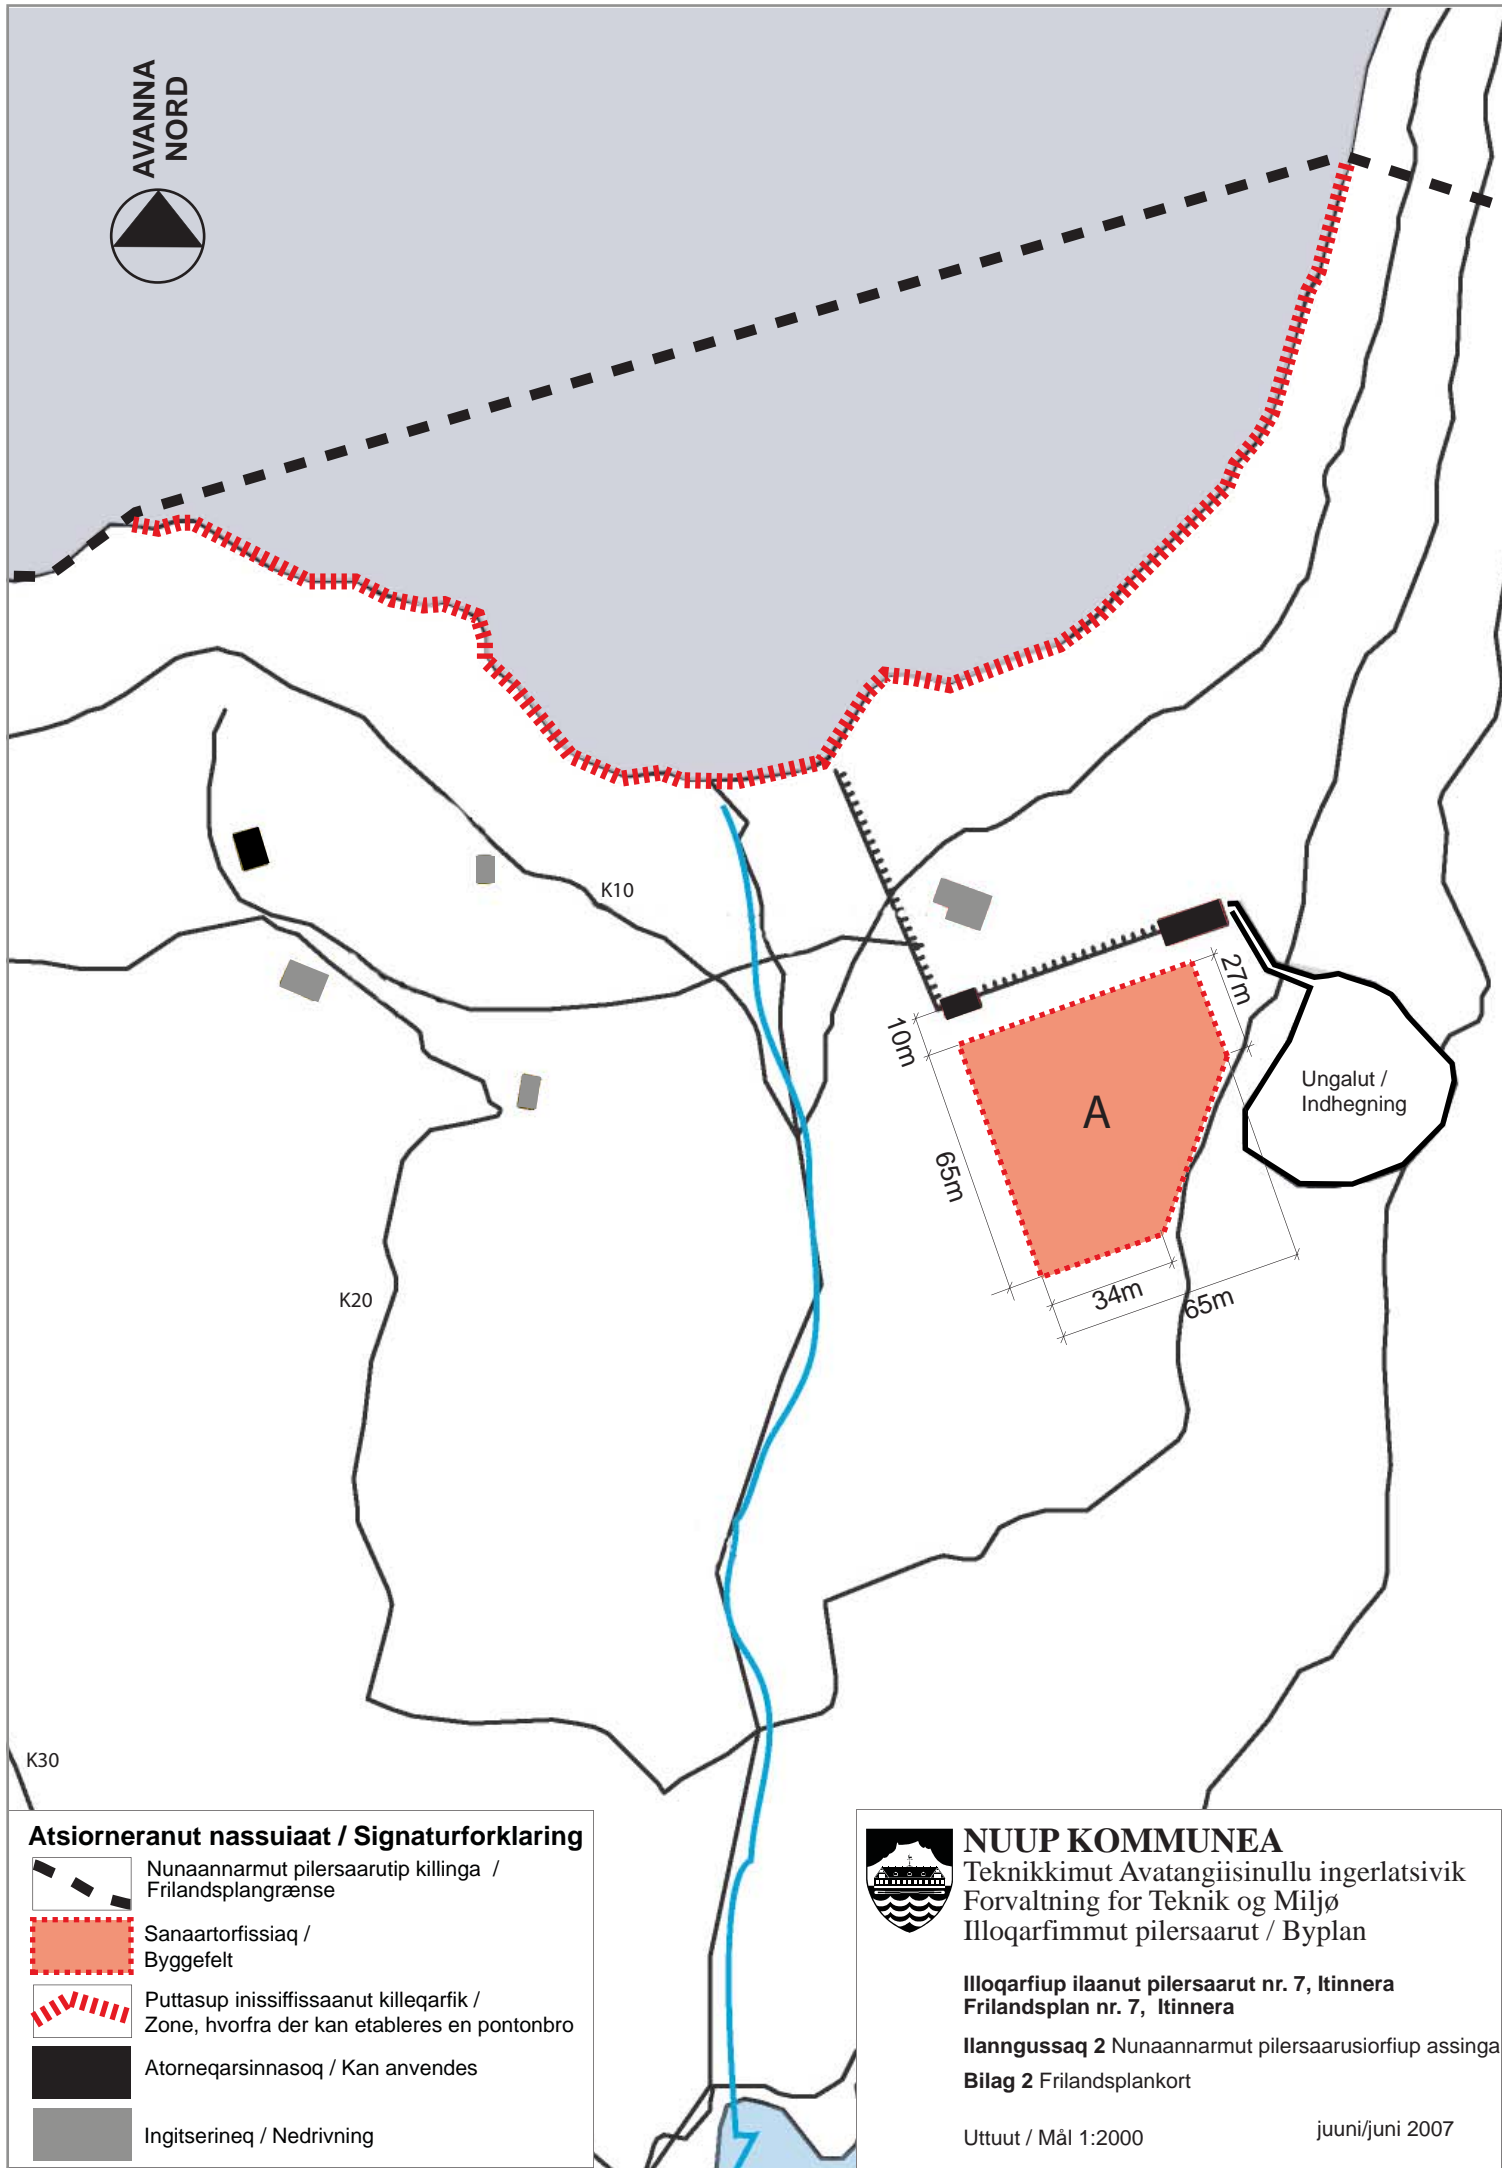 AVANNA
NORD
K10
27m
10m
Ungalut /
Indhegning
A
65m
34m
65m
K20
K30
Atsiorneranut nassuiaat / Signaturforklaring
Nunaannarmut pilersaarutip killinga /
Frilandsplangrænse
Sanaartorfissiaq /
Byggefelt
Puttasup inissiffissaanut killeqarfik /
Zone, hvorfra der kan etableres en pontonbro
Atorneqarsinnasoq / Kan anvendes
Ingitserineq / Nedrivning
NUUP KOMMUNEA
Teknikkimut Avatangiisinullu ingerlatsivik
Forvaltning for Teknik og Miljø
Illoqarfimmut pilersaarut / Byplan
Illoqarfiup ilaanut pilersaarut nr. 7, Itinnera
Frilandsplan nr. 7, Itinnera
Ilanngussaq 2 Nunaannarmut pilersaarusiorfiup assinga
Bilag 2 Frilandsplankort
Uttuut / Mål 1:2000
juuni/juni 2007